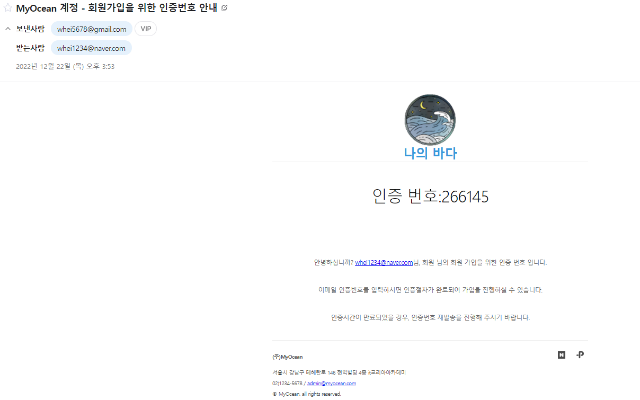 MyOcean 계정 - 회원가입을 위한 인증번호 안내
보낸사람 whei5678@gmail.com VIP
받는사람 whei1234@naver.com
2022년 12월 22일 (목) 오후 3:53
나의 바다
인증 번호:266145
안녕하십니까? whei1234@naver.com님, 회원 님의 회원 가입을 위한 인증 번호 입니다.
이메일 인증번호를 입력하시면 인증절차가 완료되어 가입을 진행하실 수 있습니다.
인증시간이 만료되었을 경우, 인증번호 재발송을 진행해 주시기 바랍니다.
(주)MyOcean
서울시 강남구 테헤란로 146 4층
02)1234-5678 / admin@myocean.com
© MyOcean, all rights reserved.